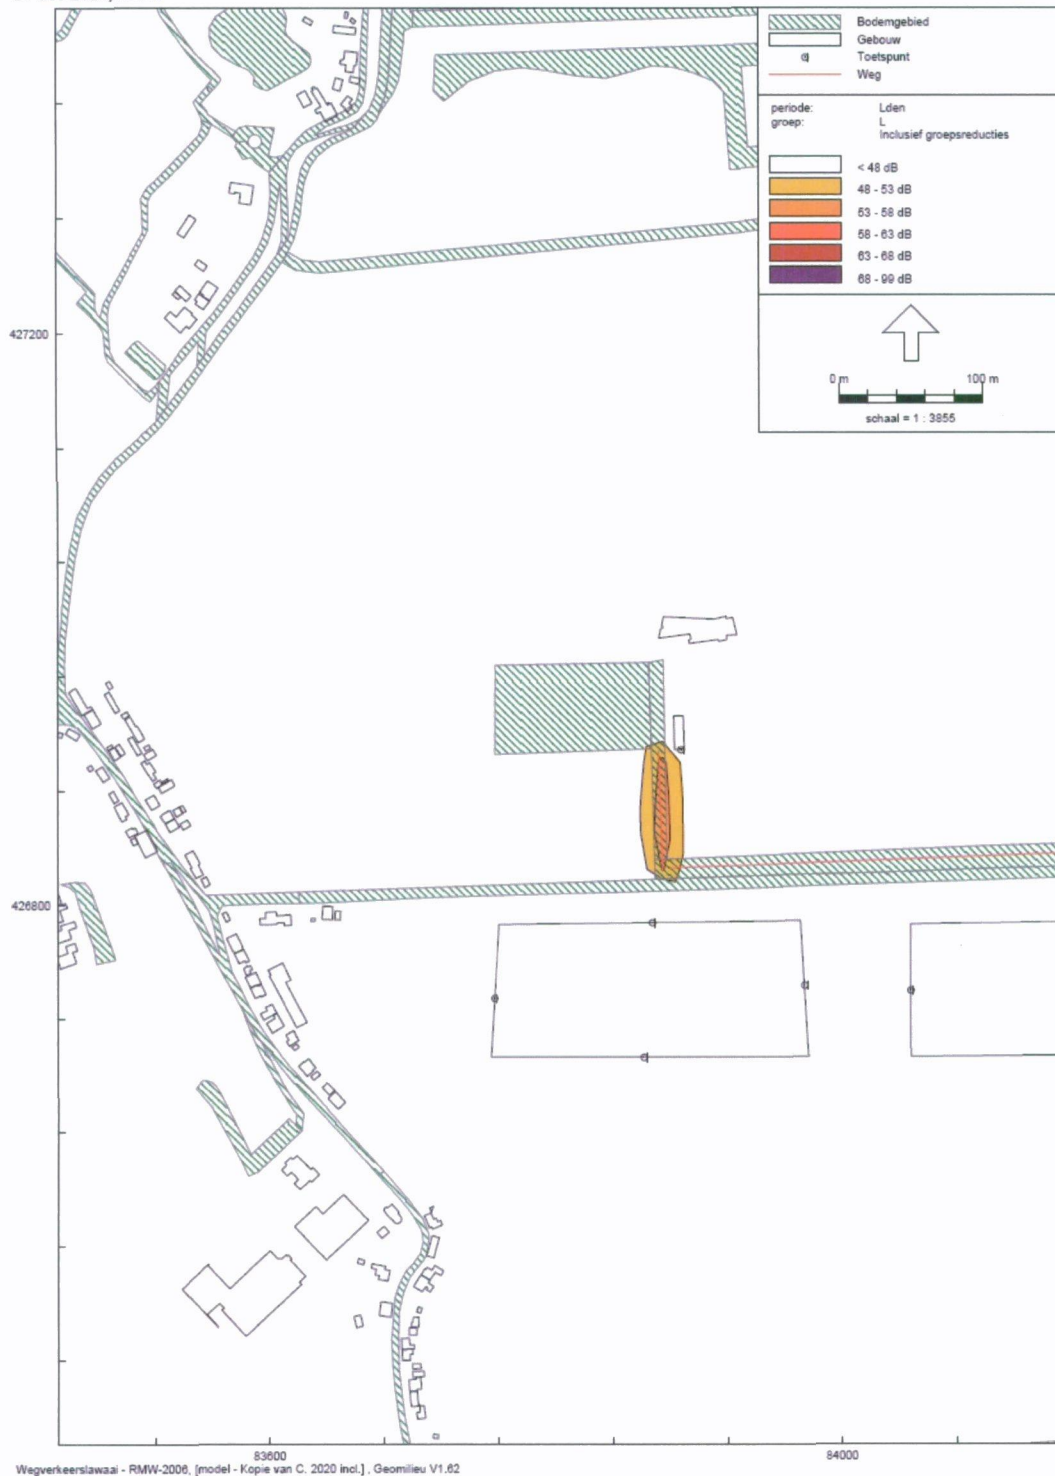 Bodemgebied
Gebouw
Toetspunt
Weg
periode: Lden
groep: L
Inclusief groepsreducties
< 48 dB
48 - 53 dB
53 - 58 dB
58 - 63 dB
63 - 68 dB
68 - 99 dB
0 m 100 m
schaal = 1 : 3855
427200
426800
83600 84000
Wegverkeerslawaai - RMW-2006, [model - Kopie van C. 2020 incl.] , Geomilieu V1.62